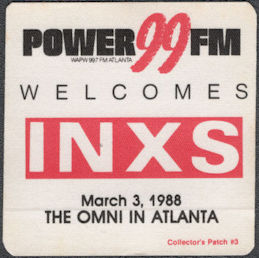 POWER 99 FM
WAPW 99.7 FM ATLANTA
WELCOMES
INXS
March 3, 1988
THE OMNI IN ATLANTA
Collector's Patch #3